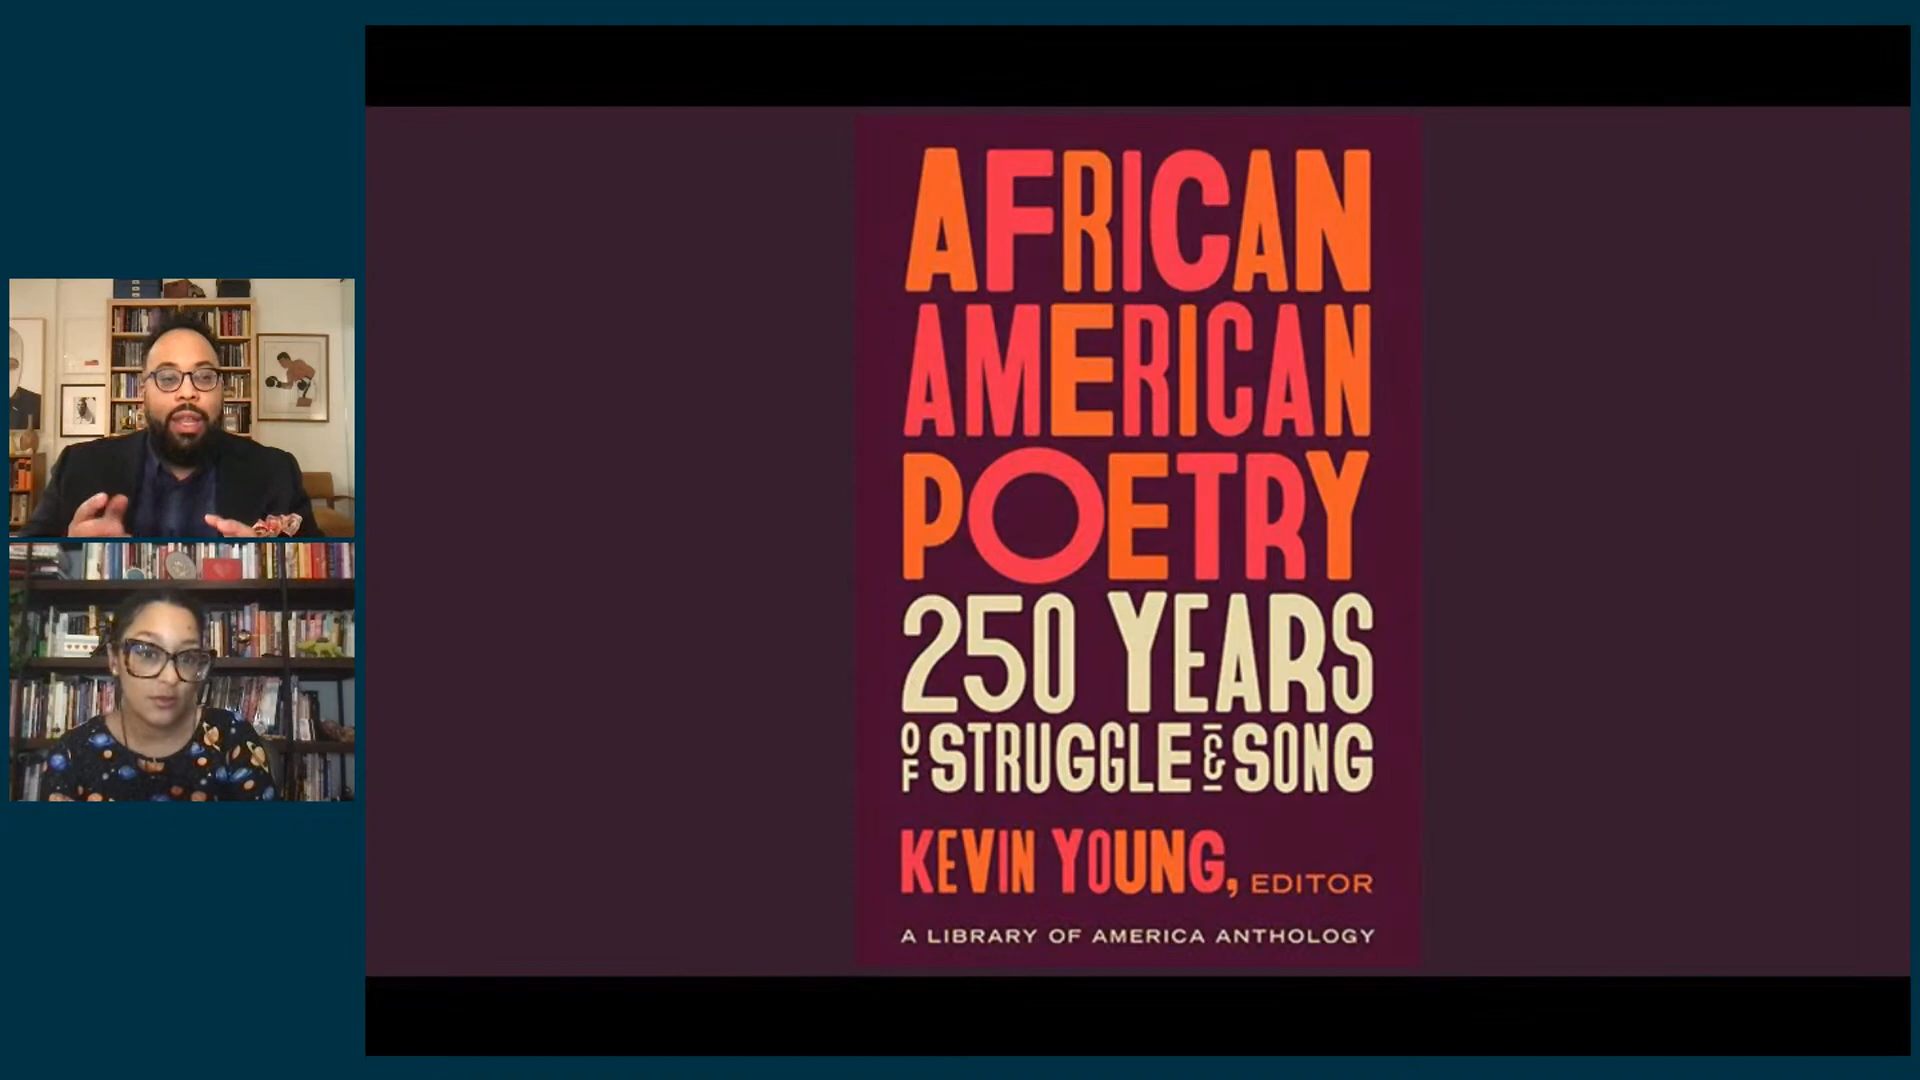 AFRICAN
AMERICAN
POETRY
250 YEARS
OF STRUGGLE & SONG
KEVIN YOUNG, EDITOR
A LIBRARY OF AMERICA ANTHOLOGY